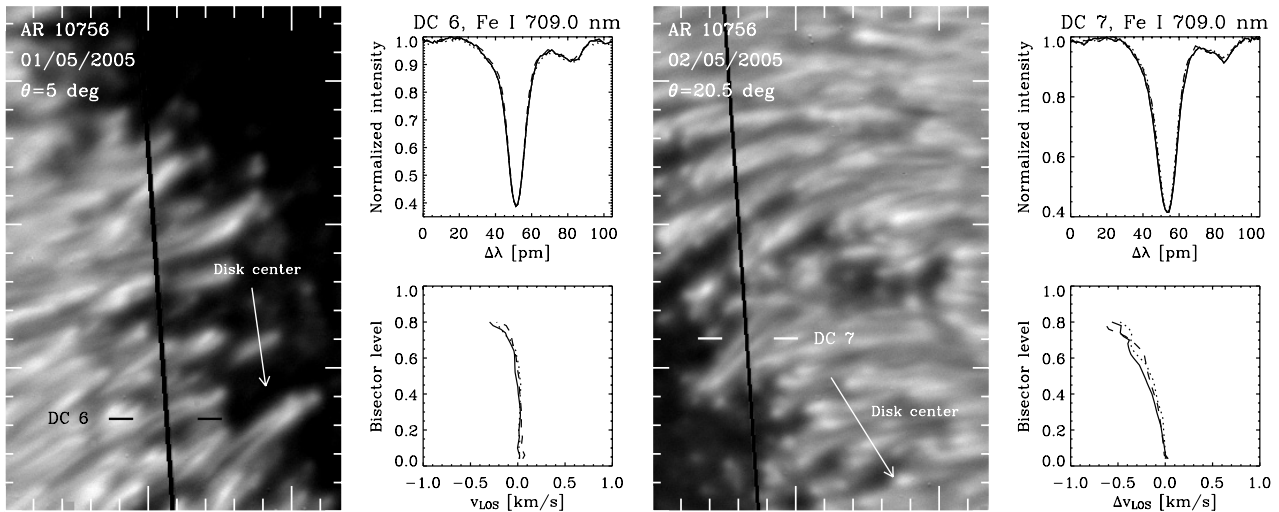 AR 10756
01/05/2005
θ=5 deg
Disk center
DC 6
DC 6, Fe I 709.0 nm
Normalized intensity
1.0
0.9
0.8
0.7
0.6
0.5
0.4
0 20 40 60 80 100
Δλ [pm]
Bisector level
1.0
0.8
0.6
0.4
0.2
0.0
-1.0 -0.5 0.0 0.5 1.0
vLOS [km/s]
AR 10756
02/05/2005
θ=20.5 deg
DC 7
Disk center
DC 7, Fe I 709.0 nm
Normalized intensity
1.0
0.8
0.6
0.4
0 20 40 60 80 100
Δλ [pm]
Bisector level
1.0
0.8
0.6
0.4
0.2
0.0
-1.0 -0.5 0.0 0.5 1.0
ΔvLOS [km/s]